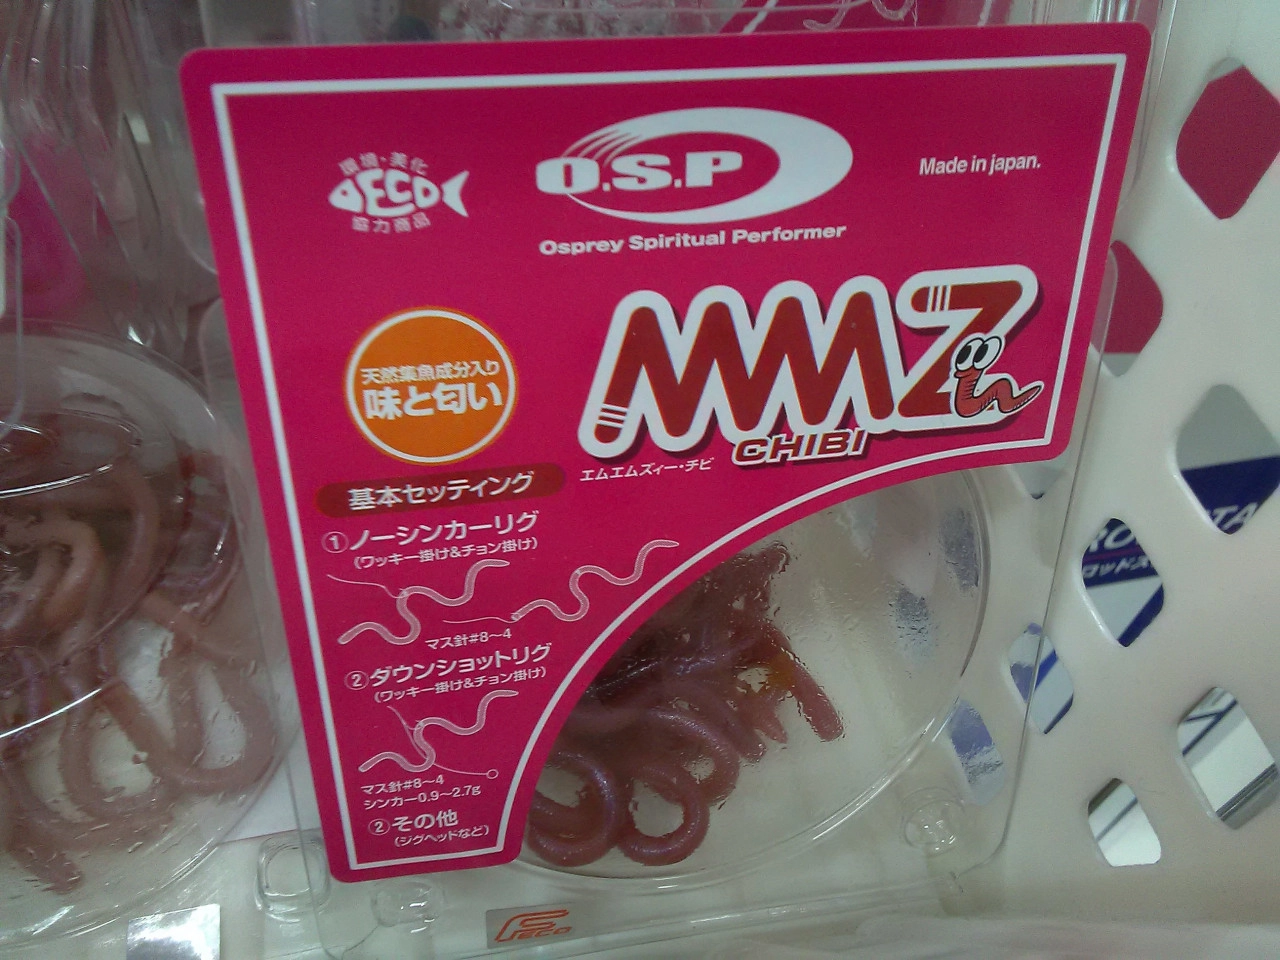 環境・美化
FECO
協力商品
O.S.P
Osprey Spiritual Performer
Made in japan.
天然集魚成分入り
味と匂い
MMZ
CHIBI
エムエムズィー・チビ
基本セッティング
①ノーシンカーリグ
(ワッキー掛け&チョン掛け)
マス針#8～4
②ダウンショットリグ
(ワッキー掛け&チョン掛け)
マス針#8～4
シンカー0.9～2.7g
②その他
(ジグヘッドなど)
FECO